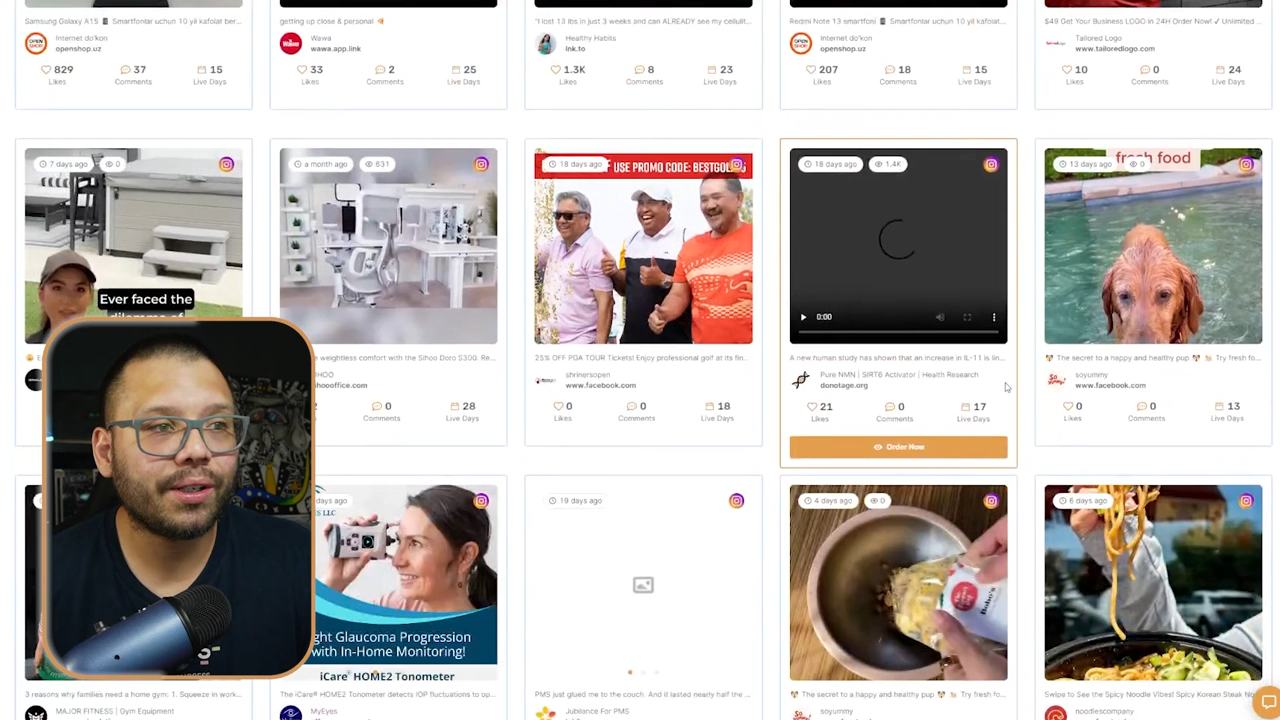 Samsung Galaxy A15 Smartfonlar uchun 10 yil kafolat ber...
Internet do'kon
openshop.uz
829
Likes
37
Comments
15
Live Days
getting up close & personal
Wawa
wawa.app.link
33
Likes
2
Comments
25
Live Days
"I lost 13 lbs in just 3 weeks and can ALREADY see my cellulit...
Healthy Habits
lnk.to
1.3K
Likes
8
Comments
23
Live Days
Redmi Note 13 smartfoni Smartfonlar uchun 10 yil kafolat...
Internet do'kon
openshop.uz
207
Likes
18
Comments
15
Live Days
$49 Get Your Business LOGO in 24H Order Now! ✓ Unlimited ...
Tailored Logo
www.tailoredlogo.com
10
Likes
0
Comments
24
Live Days
7 days ago
0
Ever faced the
dilemma of
a month ago
631
weightless comfort with the Sihoo Doro S300. Re...
HOO
hooooffice.com
0
Comments
28
Live Days
18 days ago
USE PROMO CODE: BESTGOL
25% OFF PGA TOUR Tickets! Enjoy professional golf at its fin...
shrinersopen
www.facebook.com
0
Likes
0
Comments
18
Live Days
18 days ago
1.4K
0:00
A new human study has shown that an increase in IL-11 is lin...
Pure NMN | SIRT6 Activator | Health Research
donotage.org
21
Likes
0
Comments
17
Live Days
Order Now
fresh food
13 days ago
0
The secret to a happy and healthy pup Try fresh fo...
soyummy
www.facebook.com
0
Likes
0
Comments
13
Live Days
3 reasons why families need a home gym: 1. Squeeze in work...
MAJOR FITNESS | Gym Equipment
days ago
S LLC
ght Glaucoma Progression
with In-Home Monitoring!
iCare HOME2 Tonometer
The iCare® HOME2 Tonometer detects IOP fluctuations to op...
MyEyes
19 days ago
PMS just glued me to the couch. And it lasted nearly half the ...
Jubilance For PMS
4 days ago
0
The secret to a happy and healthy pup Try fresh fo...
soyummy
6 days ago
Swipe to See the Spicy Noodle Vibes! Spicy Korean Steak No...
noodlescompany